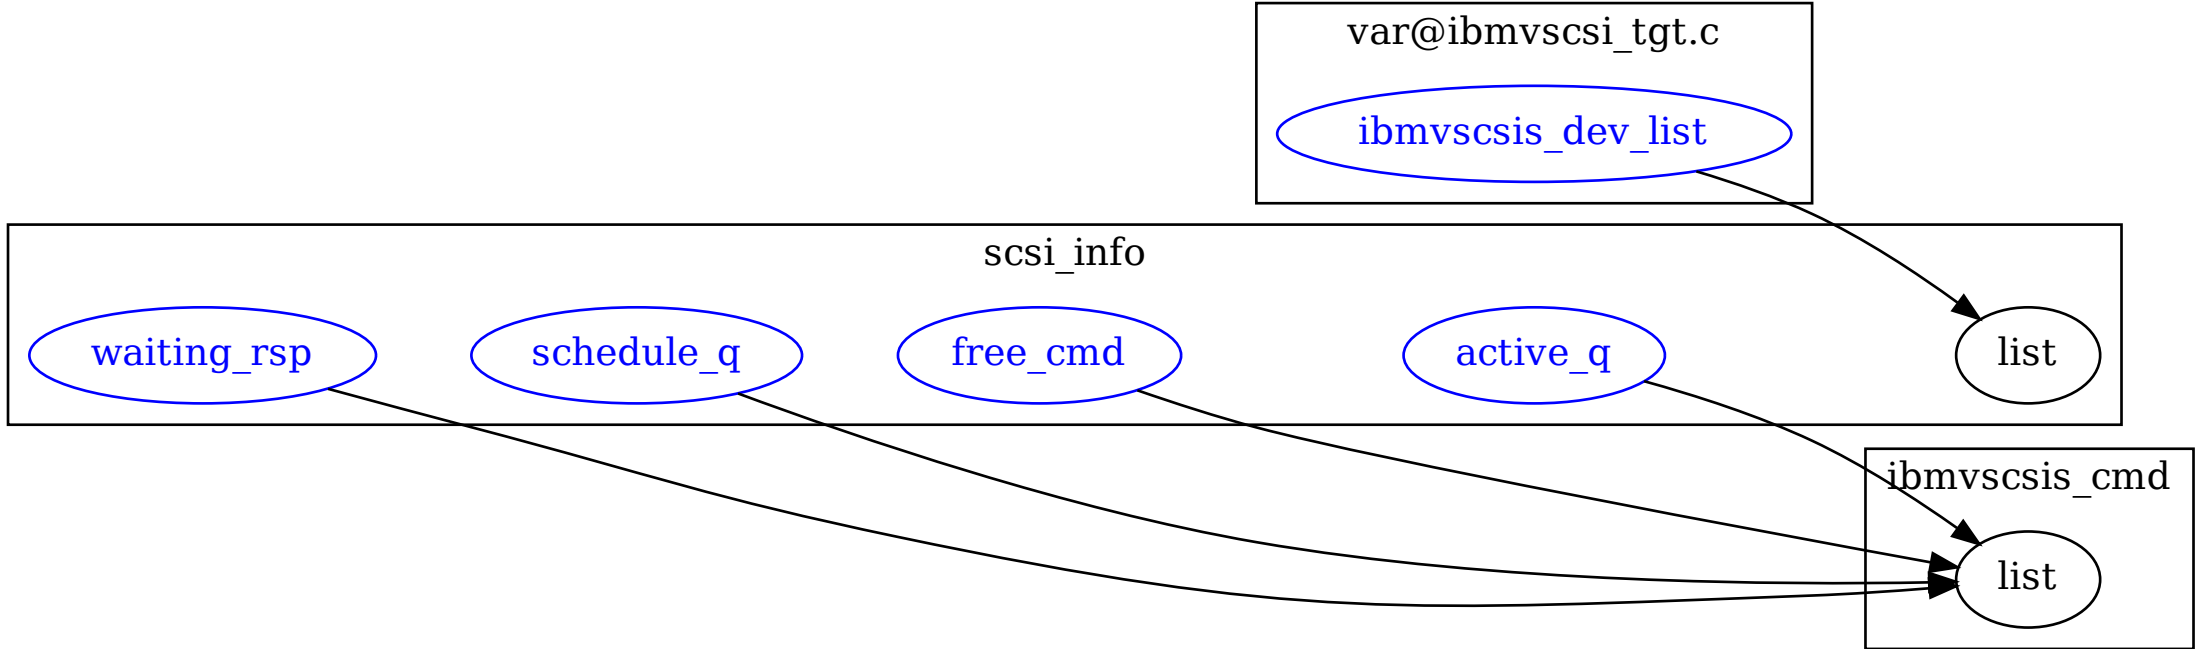 var@ibmvscsi_tgt.c
ibmvscsis_dev_list
scsi_info
waiting_rsp
schedule_q
free_cmd
active_q
list
ibmvscsis_cmd
list